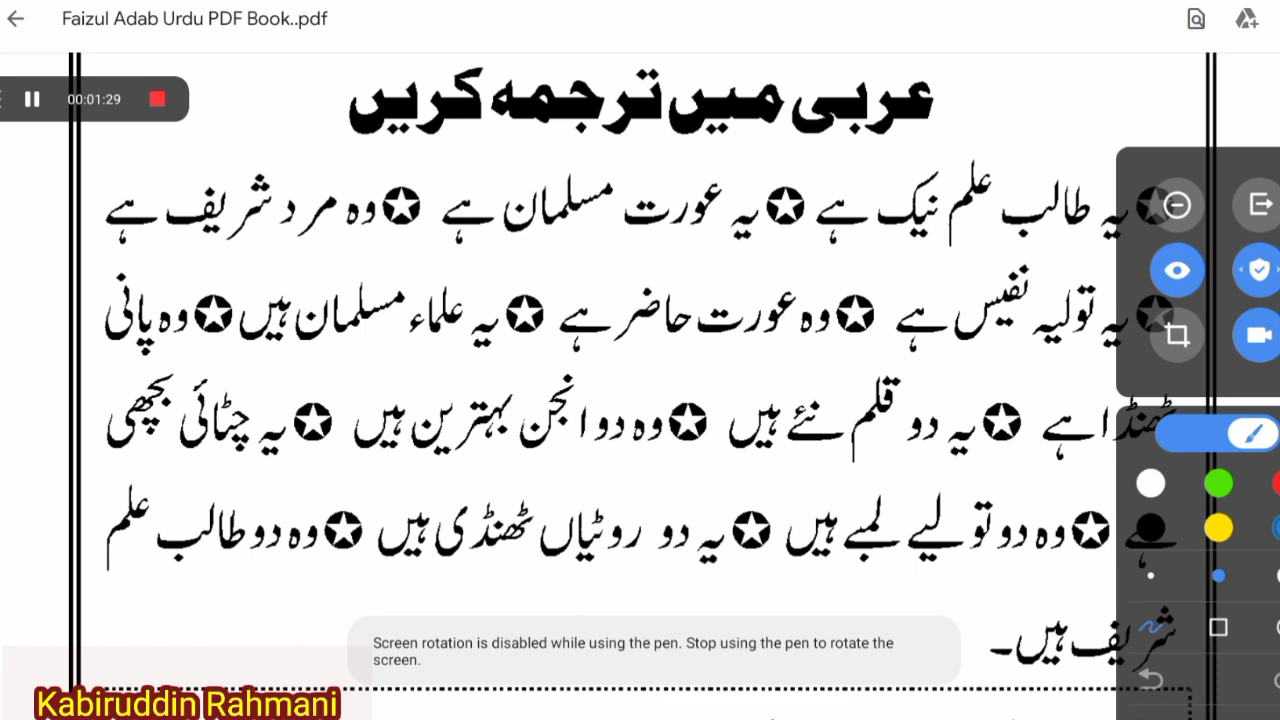 Faizul Adab Urdu PDF Book..pdf
00:01:29
عربی میں ترجمہ کریں
✪یہ طالب علم نیک ہے ✪یہ عورت مسلمان ہے ✪وہ مرد شریف ہے
✪یہ تولیہ نفیس ہے ✪وہ عورت حاضر ہے ✪یہ علماء مسلمان ہیں ✪وہ پانی
ٹھنڈا ہے ✪یہ دو قلم نئے ہیں ✪وہ دو انجن بہترین ہیں ✪یہ چٹائی بچھی
ہے ✪وہ دو تولیے لمبے ہیں ✪یہ دو روٹیاں ٹھنڈی ہیں ✪وہ دو طالب علم
شریف ہیں۔
Screen rotation is disabled while using the pen. Stop using the pen to rotate the
screen.
Kabiruddin Rahmani